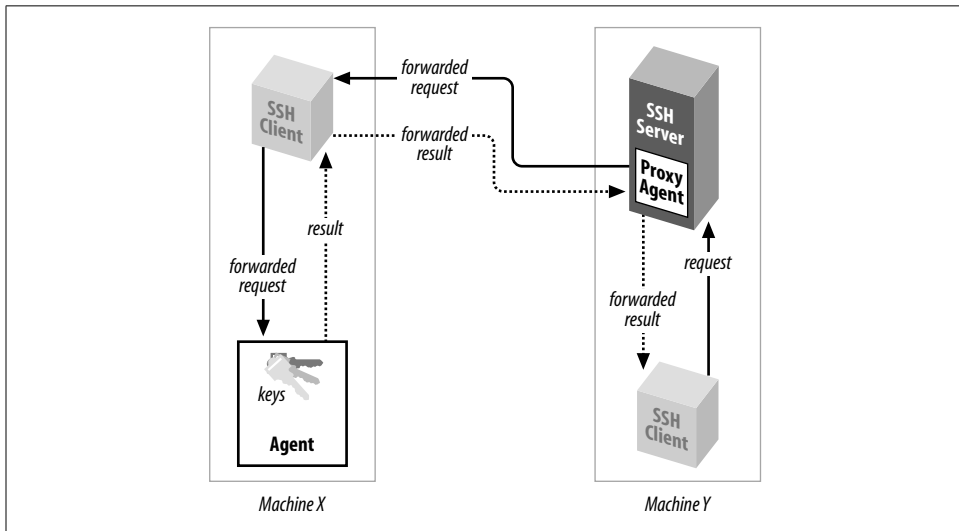 forwarded
request
SSH
Client
forwarded
result
SSH
Server
Proxy
Agent
result
request
forwarded
request
forwarded
result
keys
Agent
SSH
Client
Machine X
Machine Y